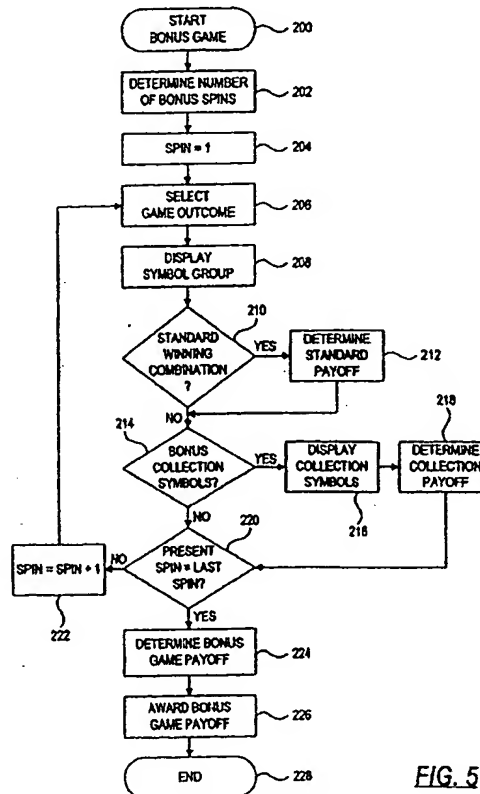 START
BONUS GAME
200
DETERMINE NUMBER
OF BONUS SPINS
202
SPIN = 1
204
SELECT
GAME OUTCOME
206
DISPLAY
SYMBOL GROUP
208
210
STANDARD
WINNING
COMBINATION
?
YES
DETERMINE
STANDARD
PAYOFF
212
NO
214
BONUS
COLLECTION
SYMBOLS?
YES
DISPLAY
COLLECTION
SYMBOLS
216
218
DETERMINE
COLLECTION
PAYOFF
NO
220
PRESENT
SPIN = LAST
SPIN?
NO
SPIN = SPIN + 1
222
YES
DETERMINE BONUS
GAME PAYOFF
224
AWARD BONUS
GAME PAYOFF
226
END
228
FIG. 5